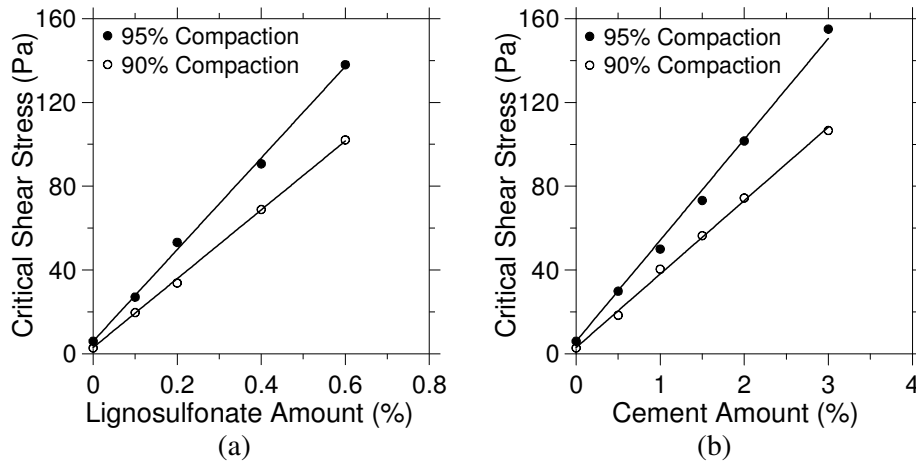 160
95% Compaction
90% Compaction
120
80
40
0
Critical Shear Stress (Pa)
0 0.2 0.4 0.6 0.8
Lignosulfonate Amount (%)
(a)
160
95% Compaction
90% Compaction
120
80
40
0
Critical Shear Stress (Pa)
0 1 2 3 4
Cement Amount (%)
(b)